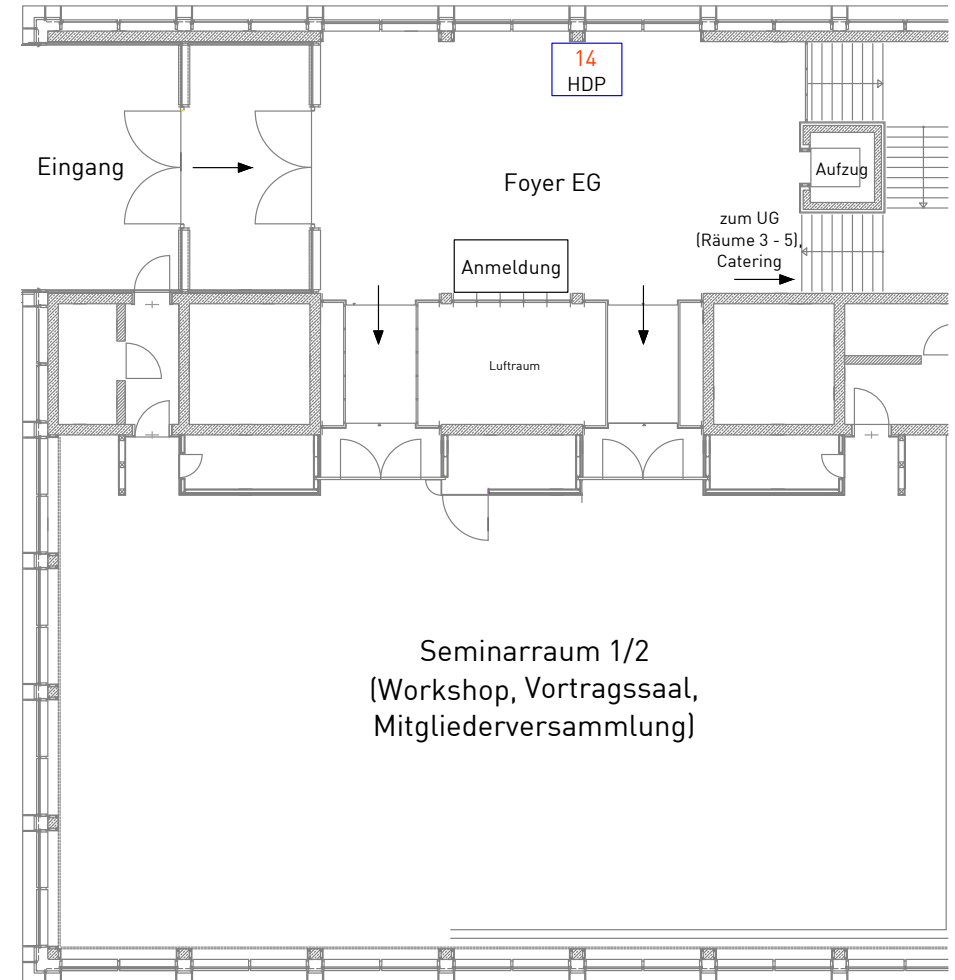 14
HDP
Eingang
Foyer EG
Aufzug
zum UG
(Räume 3 - 5),
Catering
Anmeldung
Luftraum
Seminarraum 1/2
(Workshop, Vortragssaal,
Mitgliederversammlung)